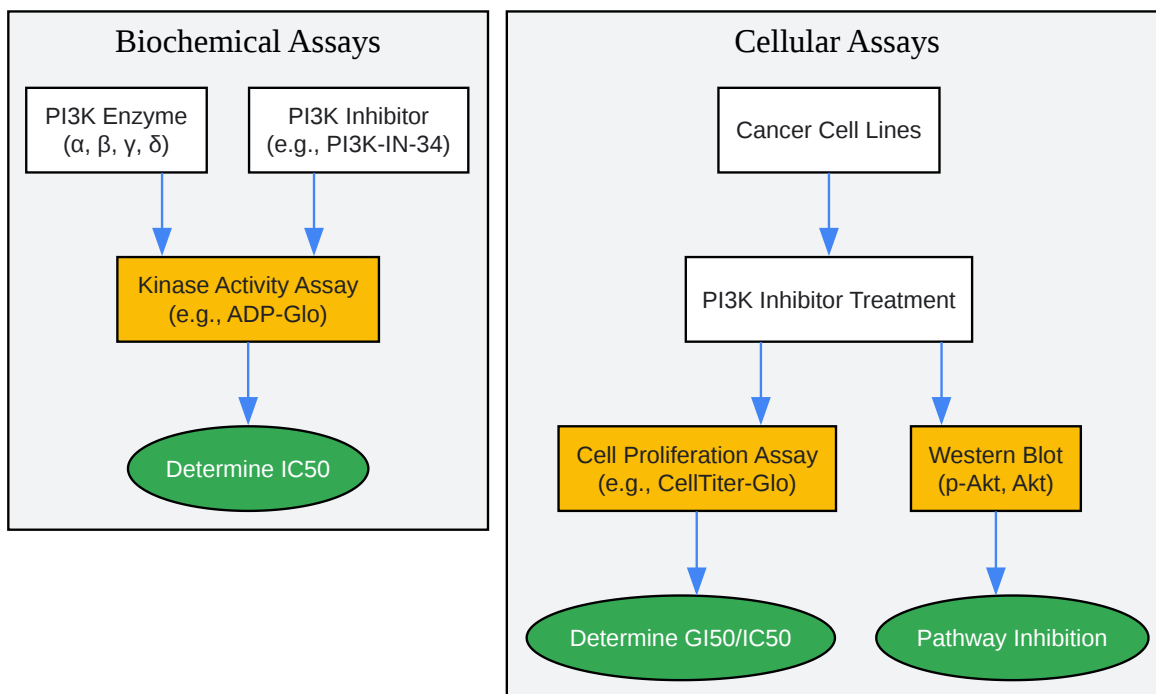 Biochemical Assays
PI3K Enzyme
(α, β, γ, δ)
PI3K Inhibitor
(e.g., PI3K-IN-34)
Kinase Activity Assay
(e.g., ADP-Glo)
Determine IC50
Cellular Assays
Cancer Cell Lines
PI3K Inhibitor Treatment
Cell Proliferation Assay
(e.g., CellTiter-Glo)
Western Blot
(p-Akt, Akt)
Determine GI50/IC50
Pathway Inhibition